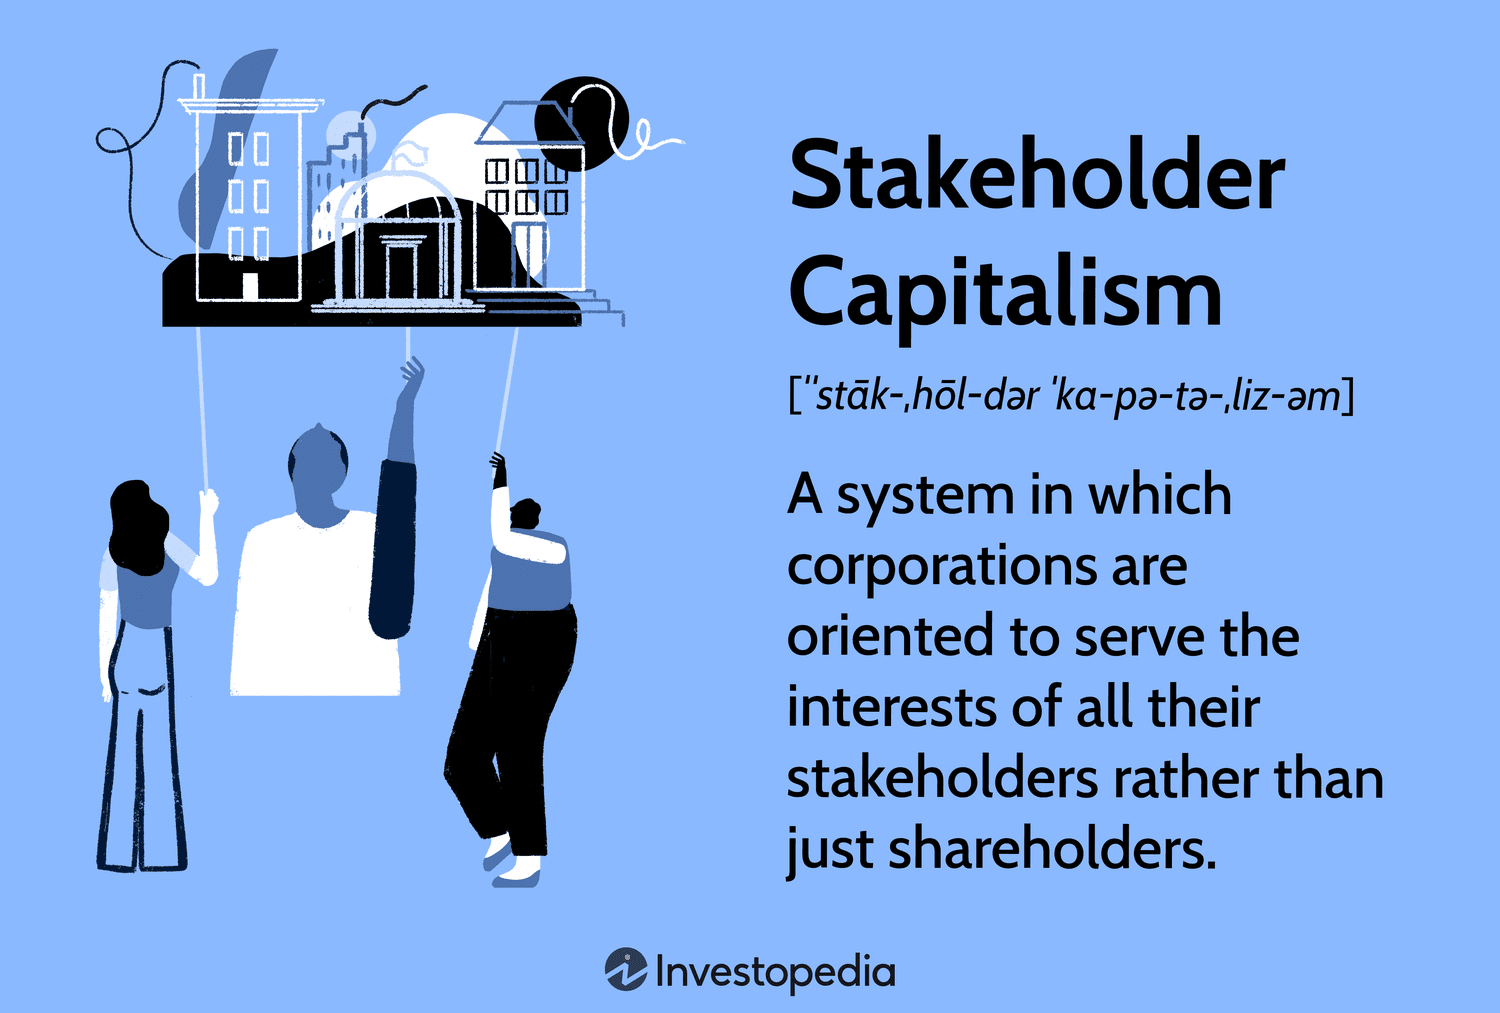 Stakeholder
Capitalism
[ˈˈstāk-ˌhōl-dər ˈka-pə-tə-ˌliz-əm]
A system in which
corporations are
oriented to serve the
interests of all their
stakeholders rather than
just shareholders.
Investopedia